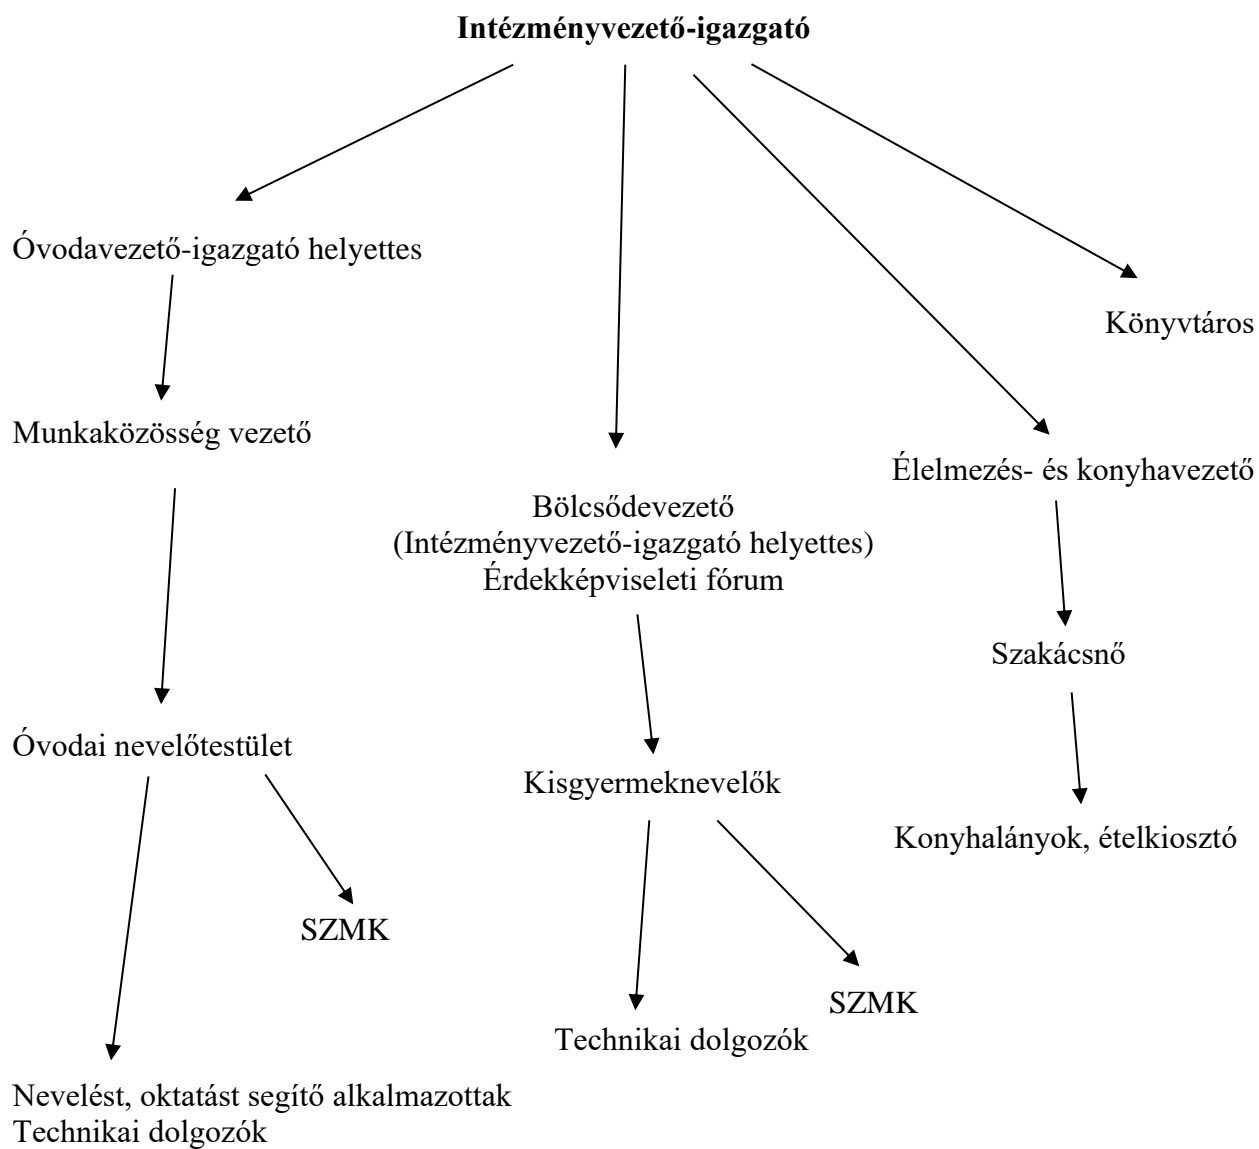 Intézményvezető-igazgató
Óvodavezető-igazgató helyettes
Könyvtáros
Munkaközösség vezető
Élelmezés- és konyhavezető
Bölcsődevezető
(Intézményvezető-igazgató helyettes)
Érdekképviseleti fórum
Szakácsnő
Óvodai nevelőtestület
Kisgyermeknevelők
Konyhalányok, ételkiosztó
SZMK
SZMK
Technikai dolgozók
Nevelést, oktatást segítő alkalmazottak
Technikai dolgozók